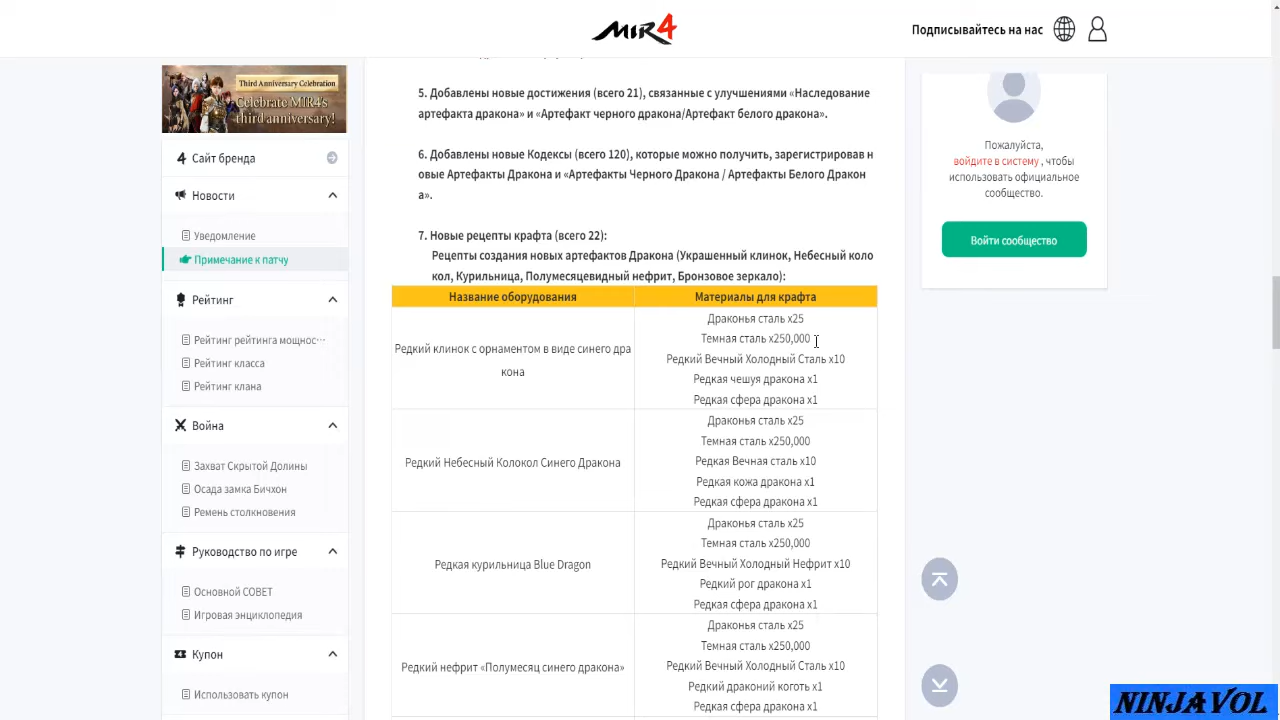 MIR4
Подписывайтесь на нас
Third Anniversary Celebration
Celebrate MIR4's
third anniversary!
Сайт бренда
Новости
Уведомление
Примечание к патчу
Рейтинг
Рейтинг рейтинга мощнос···
Рейтинг класса
Рейтинг клана
Война
Захват Скрытой Долины
Осада замка Бичхон
Ремень столкновения
Руководство по игре
Основной СОВЕТ
Игровая энциклопедия
Купон
Использовать купон
5. Добавлены новые достижения (всего 21), связанные с улучшениями «Наследование
артефакта дракона» и «Артефакт черного дракона/Артефакт белого дракона».
6. Добавлены новые Кодексы (всего 120), которые можно получить, зарегистрировав н
овые Артефакты Дракона и «Артефакты Черного Дракона / Артефакты Белого Дракон
а».
7. Новые рецепты крафта (всего 22):
Рецепты создания новых артефактов Дракона (Украшенный клинок, Небесный коло
кол, Курильница, Полумесяцевидный нефрит, Бронзовое зеркало):
Название оборудования
Материалы для крафта
Редкий клинок с орнаментом в виде синего дра
кона
Драконья сталь x25
Темная сталь x250,000
Редкий Вечный Холодный Сталь x10
Редкая чешуя дракона x1
Редкая сфера дракона x1
Редкий Небесный Колокол Синего Дракона
Драконья сталь x25
Темная сталь x250,000
Редкая Вечная сталь x10
Редкая кожа дракона x1
Редкая сфера дракона x1
Редкая курильница Blue Dragon
Драконья сталь x25
Темная сталь x250,000
Редкий Вечный Холодный Нефрит x10
Редкий рог дракона x1
Редкая сфера дракона x1
Редкий нефрит «Полумесяц синего дракона»
Драконья сталь x25
Темная сталь x250,000
Редкий Вечный Холодный Сталь x10
Редкий драконий коготь x1
Редкая сфера дракона x1
Пожалуйста,
войдите в систему , чтобы
использовать официальное
сообщество.
Войти сообщество
NINJAVOL